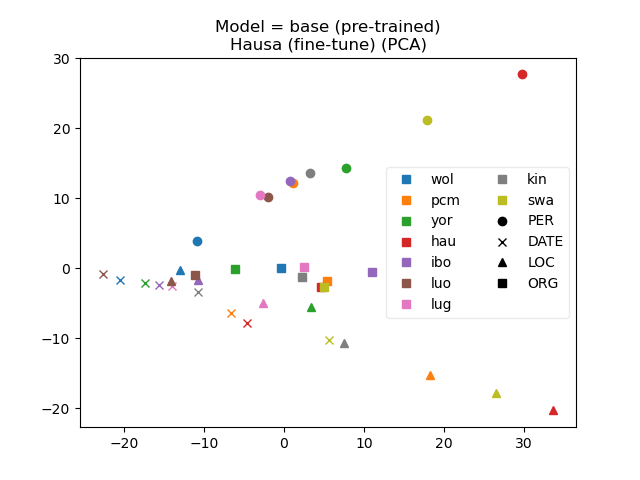 Model = base (pre-trained)
Hausa (fine-tune) (PCA)
30
20
10
0
−10
−20
−20
−10
0
10
20
30
wol
pcm
yor
hau
ibo
luo
lug
kin
swa
PER
DATE
LOC
ORG